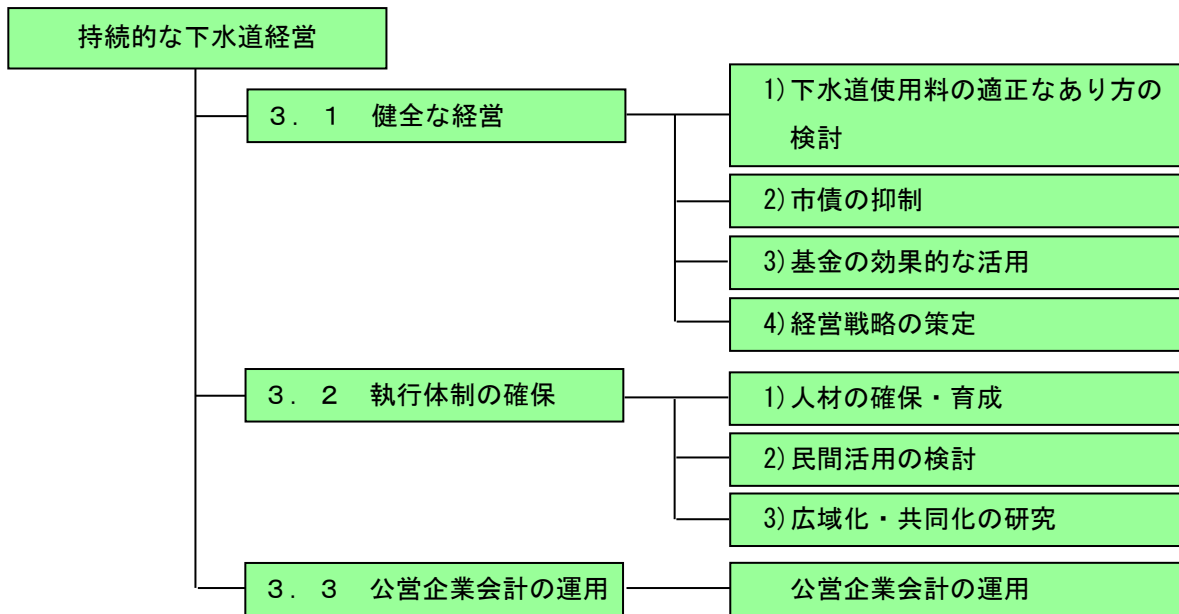 持続的な下水道経営
３．１　健全な経営
1)下水道使用料の適正なあり方の
検討
2)市債の抑制
3)基金の効果的な活用
4)経営戦略の策定
３．２　執行体制の確保
1)人材の確保・育成
2)民間活用の検討
3)広域化・共同化の研究
３．３　公営企業会計の運用
公営企業会計の運用